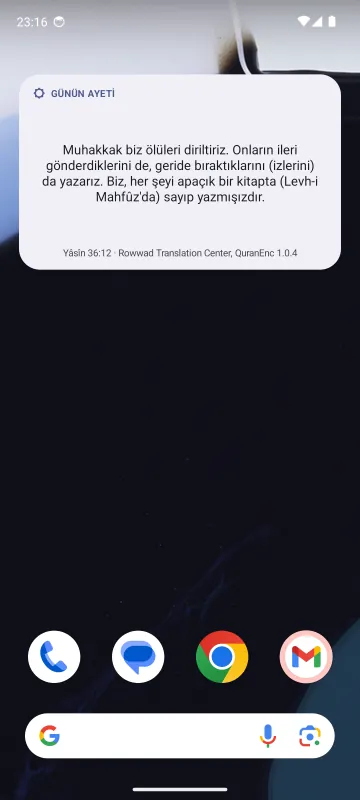 23:16
GÜNÜN AYETİ
Muhakkak biz ölüleri diriltiriz. Onların ileri
gönderdiklerini de, geride bıraktıklarını (izlerini)
da yazarız. Biz, her şeyi apaçık bir kitapta (Levh-i
Mahfûz'da) sayıp yazmışızdır.
Yâsîn 36:12 · Rowwad Translation Center, QuranEnc 1.0.4